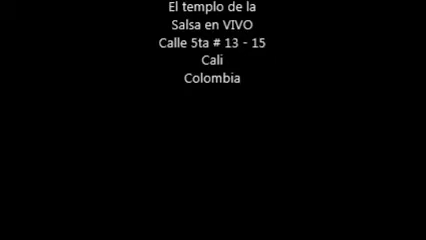 El templo de la
Salsa en VIVO
Calle 5ta # 13 - 15
Cali
Colombia